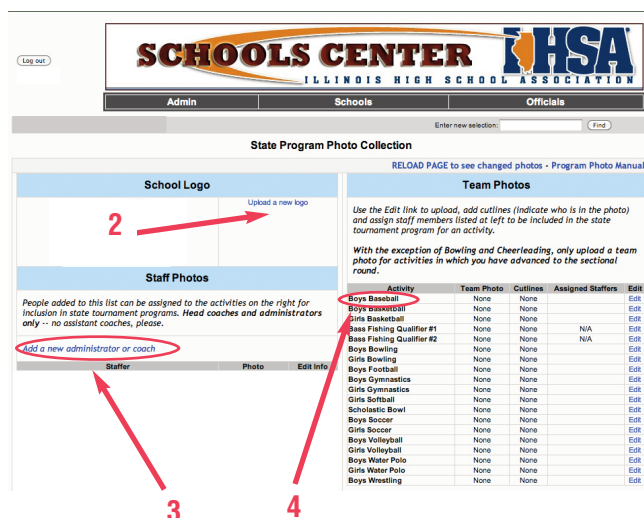 Log out
SCHOOLS CENTER IHSA
ILLINOIS HIGH SCHOOL ASSOCIATION
Admin Schools Officials
Enter new selection: Find
State Program Photo Collection
RELOAD PAGE to see changed photos - Program Photo Manual
School Logo
Upload a new logo
2
Staff Photos
People added to this list can be assigned to the activities on the right for
inclusion in state tournament programs. Head coaches and administrators
only -- no assistant coaches, please.
Add a new administrator or coach
Staffer Photo Edit Info
3
Team Photos
Use the Edit link to upload, add cutlines (indicate who is in the photo)
and assign staff members listed at left to be included in the state
tournament program for an activity.
With the exception of Bowling and Cheerleading, only upload a team
photo for activities in which you have advanced to the sectional
round.
Activity Team Photo Cutlines Assigned Staffers Edit
Boys Baseball None None Edit
Boys Basketball None None Edit
Girls Basketball None None Edit
Bass Fishing Qualifier #1 None None N/A Edit
Bass Fishing Qualifier #2 None None N/A Edit
Boys Bowling None None Edit
Girls Bowling None None Edit
Boys Football None None Edit
Boys Gymnastics None None Edit
Girls Gymnastics None None Edit
Girls Softball None None Edit
Scholastic Bowl None None Edit
Boys Soccer None None Edit
Girls Soccer None None Edit
Boys Volleyball None None Edit
Girls Volleyball None None Edit
Boys Water Polo None None Edit
Girls Water Polo None None Edit
Boys Wrestling None None Edit
4